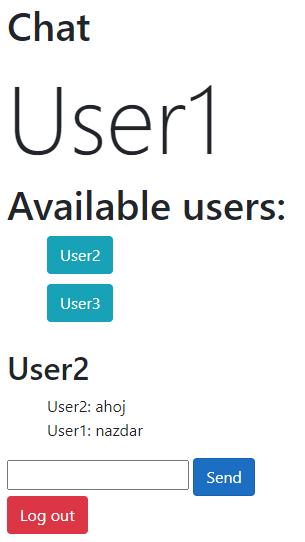 Chat
User1
Available users:
User2
User3
User2
User2: ahoj
User1: nazdar
Send
Log out